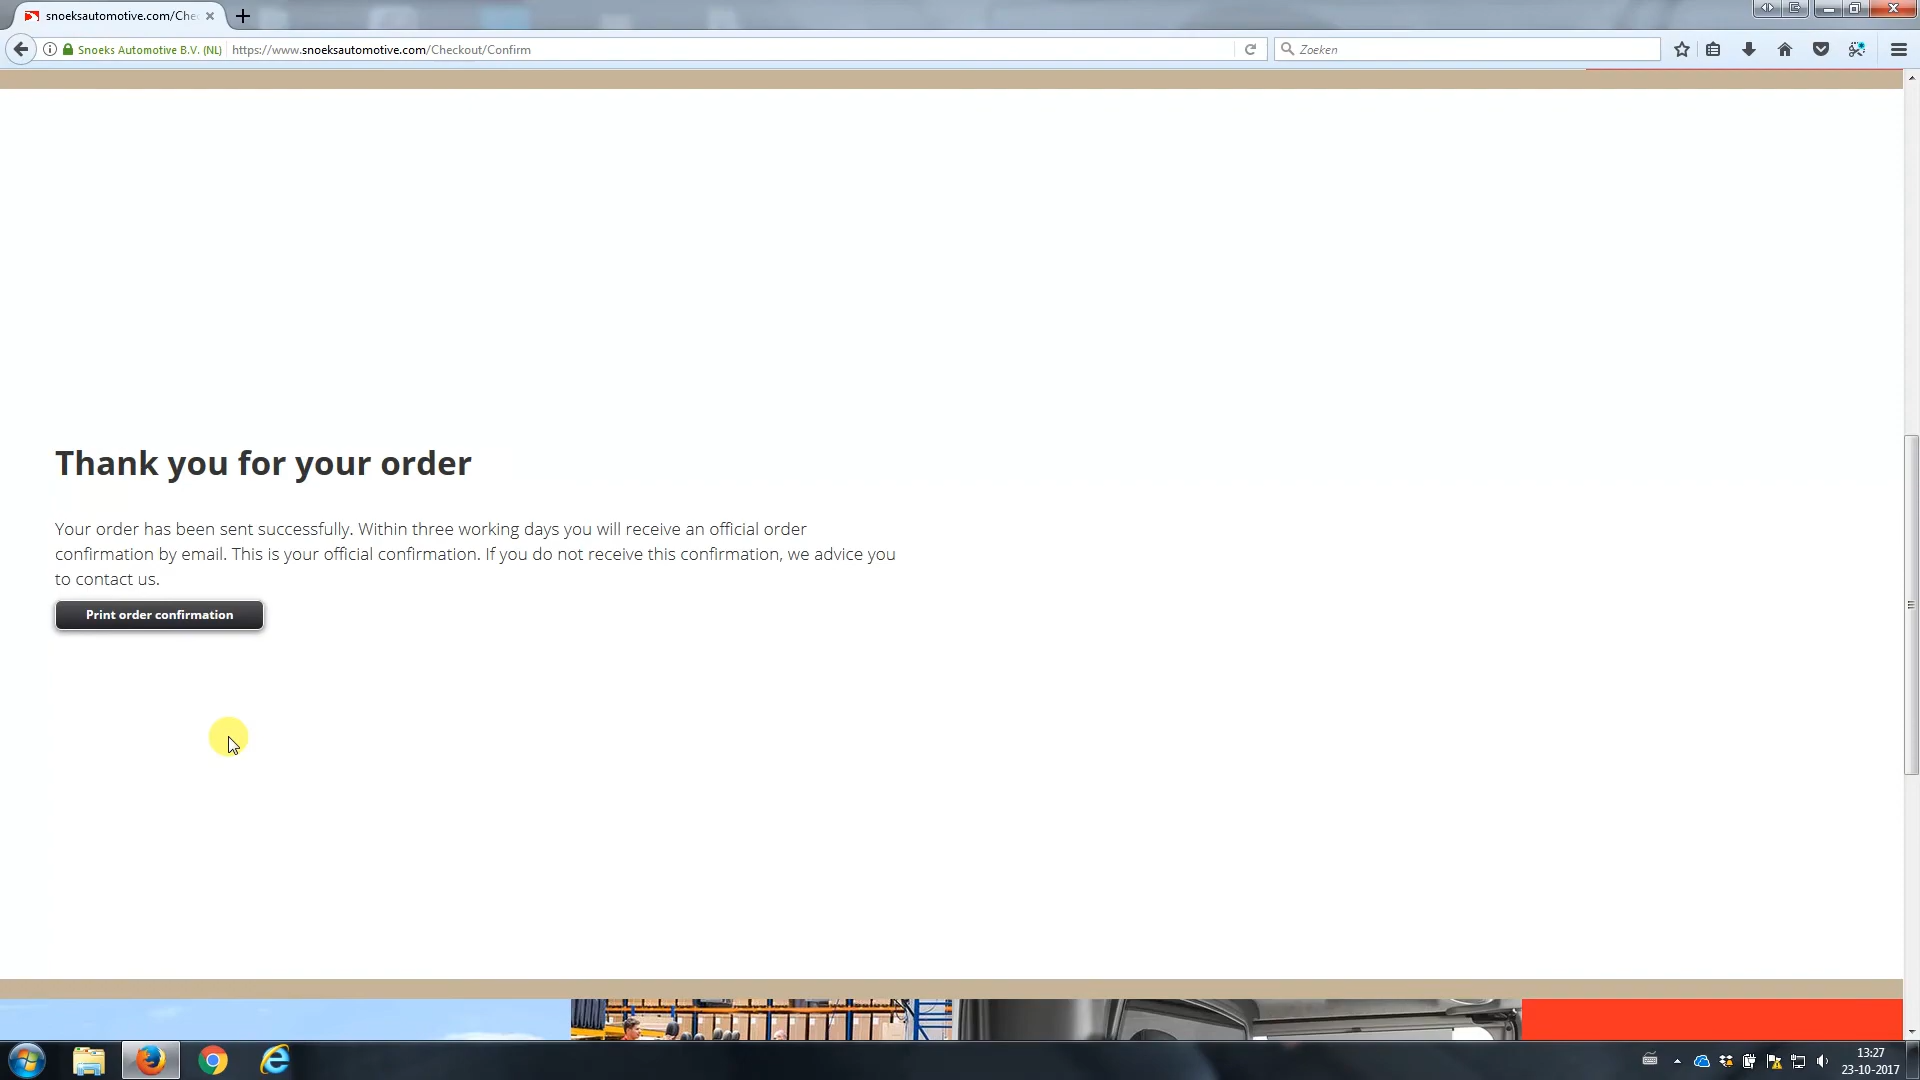 snoeksautomotive.com/Che
Snoeks Automotive B.V. (NL)
https://www.snoeksautomotive.com/Checkout/Confirm
Zoeken
Thank you for your order
Your order has been sent successfully. Within three working days you will receive an official order
confirmation by email. This is your official confirmation. If you do not receive this confirmation, we advice you
to contact us.
Print order confirmation
13:27
23-10-2017